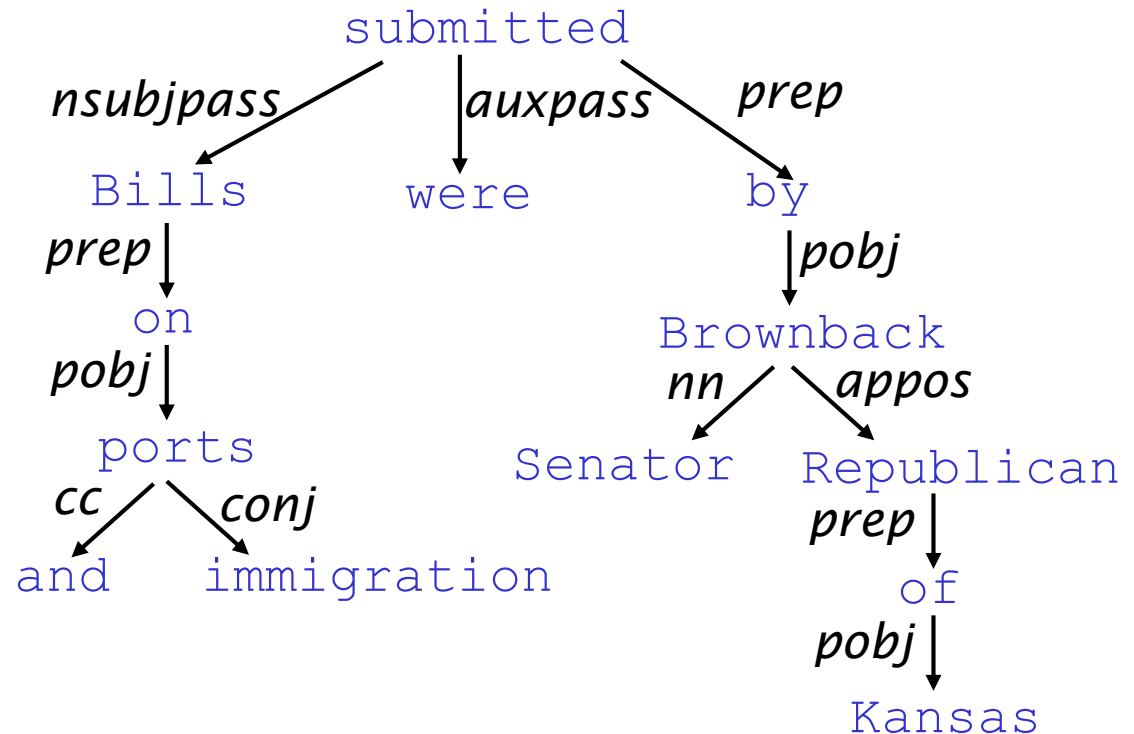 submitted
nsubjpass auxpass prep
Bills were by
prep pobj
on Brownback
pobj nn appos
ports Senator Republican
cc conj prep
and immigration of
pobj
Kansas